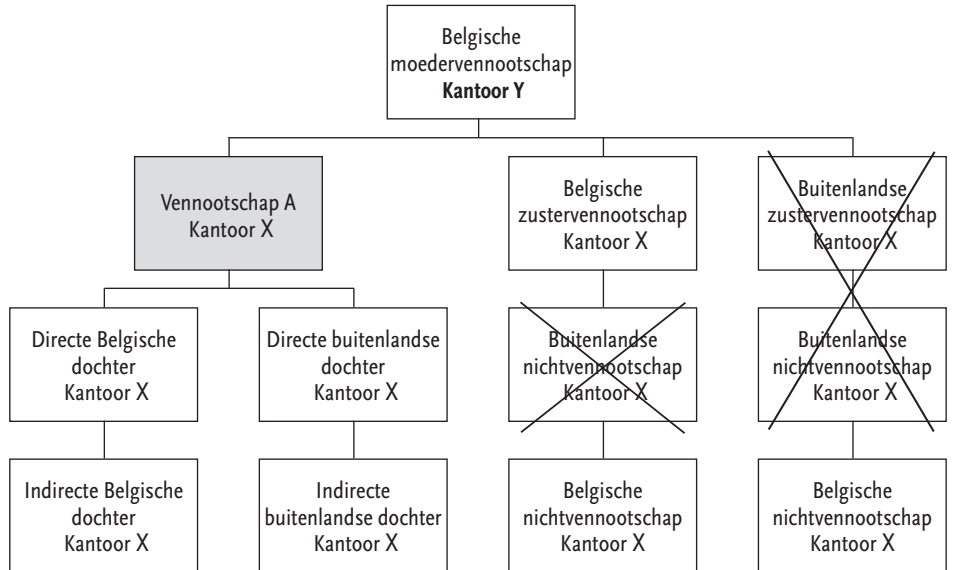 Belgische
moedervennootschap
Kantoor Y
Vennootschap A
Kantoor X
Belgische
zustervennootschap
Kantoor X
Buitenlandse
zustervennootschap
Kantoor X
Directe Belgische
dochter
Kantoor X
Directe buitenlandse
dochter
Kantoor X
Buitenlandse
nichtvennootschap
Kantoor X
Buitenlandse
nichtvennootschap
Kantoor X
Indirecte Belgische
dochter
Kantoor X
Indirecte
buitenlandse dochter
Kantoor X
Belgische
nichtvennootschap
Kantoor X
Belgische
nichtvennootschap
Kantoor X